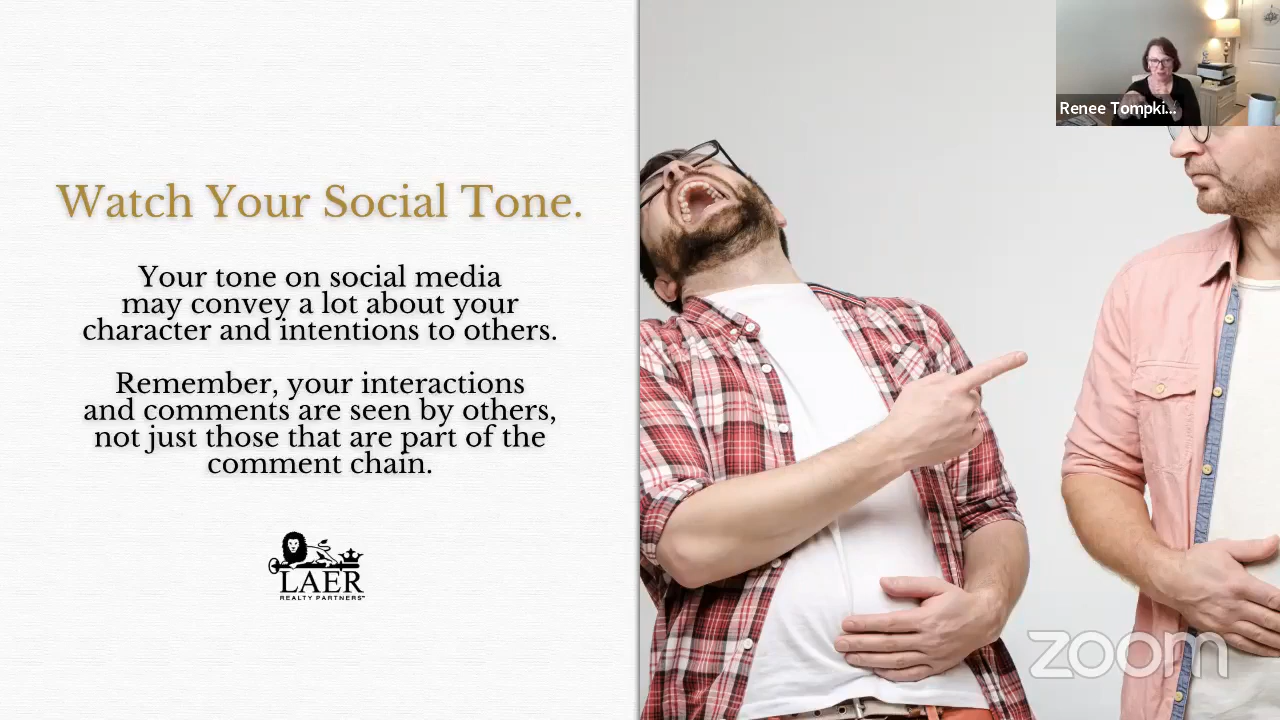 Watch Your Social Tone.
Your tone on social media
may convey a lot about your
character and intentions to others.
Remember, your interactions
and comments are seen by others,
not just those that are part of the
comment chain.
LAER
REALTY PARTNERS™
Renee Tompki...
zoom